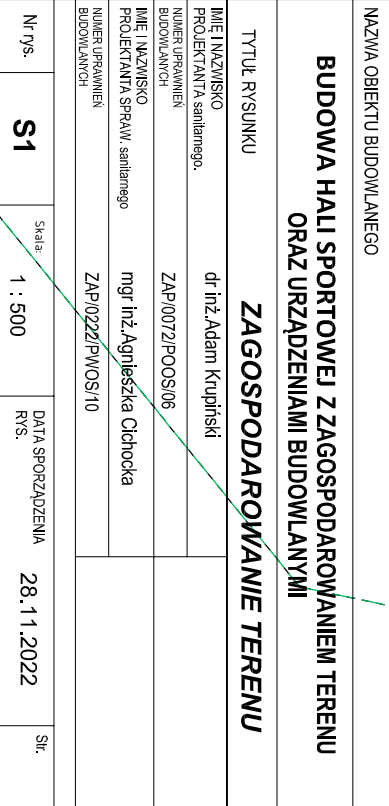 NAZWA OBIEKTU BUDOWLANEGO
BUDOWA HALI SPORTOWEJ Z ZAGOSPODAROWANIEM TERENU
ORAZ URZĄDZENIAMI BUDOWLANYMI
TYTUŁ RYSUNKU
ZAGOSPODAROWANIE TERENU
IMIĘ I NAZWISKO
PROJEKTANTA sanitarnego.
dr inż.Adam Krupiński
NUMER UPRAWNIEŃ
BUDOWLANYCH
ZAP/0072/POOS/06
IMIĘ I NAZWISKO
PROJEKTANTA SPRAW. sanitarnego
mgr inż.Agnieszka Cichocka
NUMER UPRAWNIEŃ
BUDOWLANYCH
ZAP/0222/PWOS/10
Nr rys.
S1
Skala:
1 : 500
DATA SPORZĄDZENIA
RYS.
28.11.2022
Str.